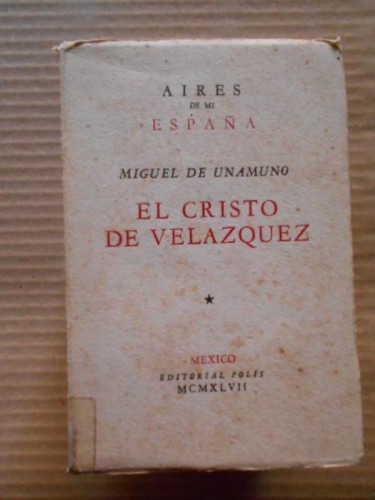 AIRES
DE MI
ESPAÑA
MIGUEL DE UNAMUNO
EL CRISTO
DE VELAZQUEZ
MEXICO
EDITORIAL POLIS
MCMXLVII